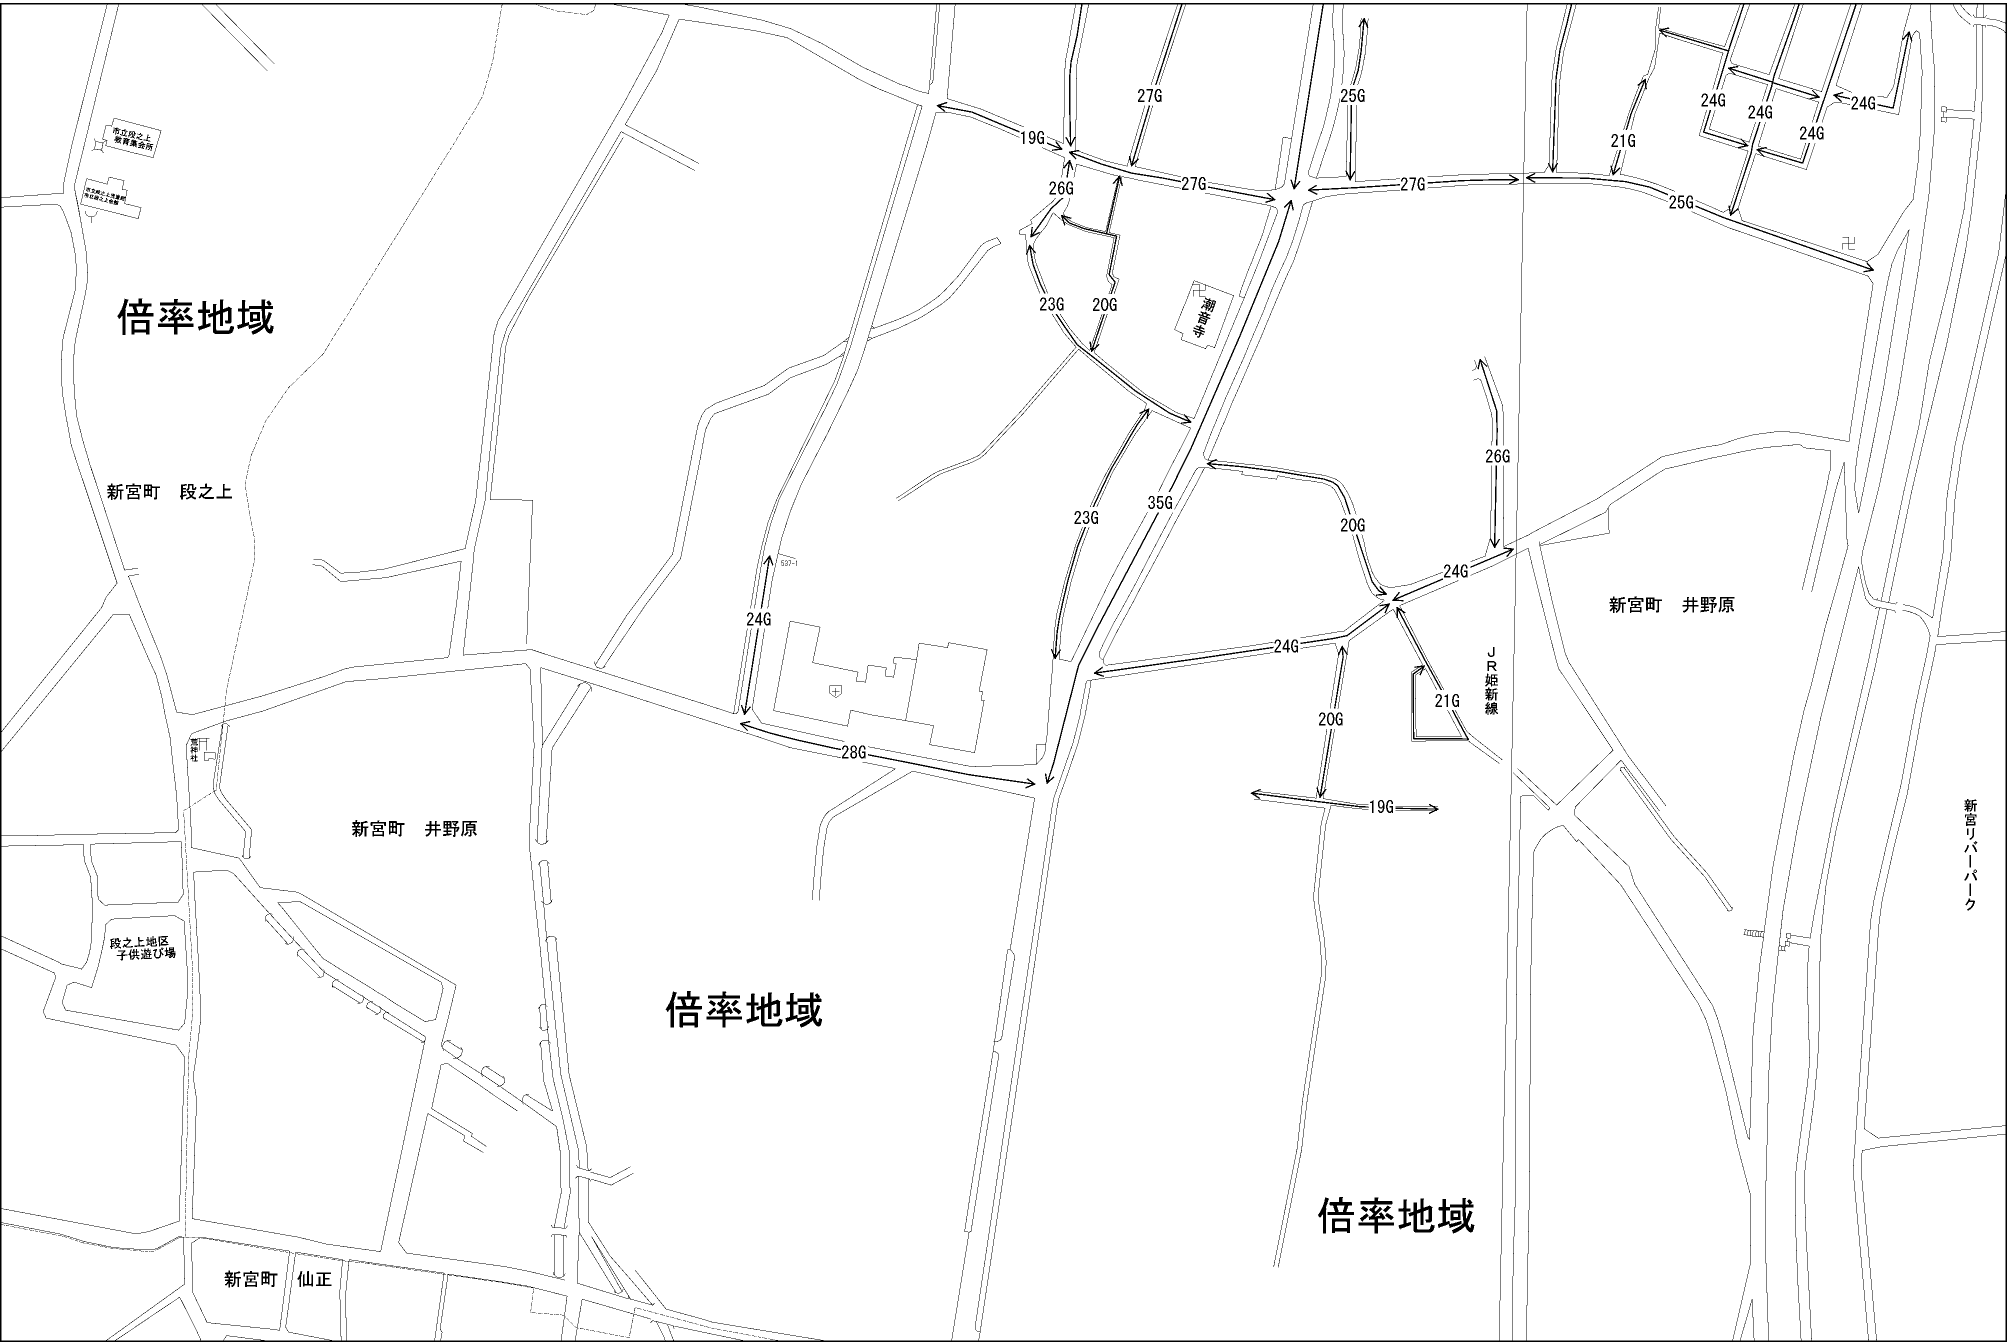 27G
25G
24G
24G
24G
24G
19G
21G
市立段之上
教育集会所
26G
27G
27G
25G
倍率地域
23G
20G
潮音寺
26G
新宮町 段之上
35G
23G
20G
537-1
24G
24G
新宮町 井野原
24G
JR姫新線
21G
20G
荒神社
28G
19G
新宮町 井野原
新宮リバーパーク
段之上地区
子供遊び場
倍率地域
倍率地域
新宮町 仙正